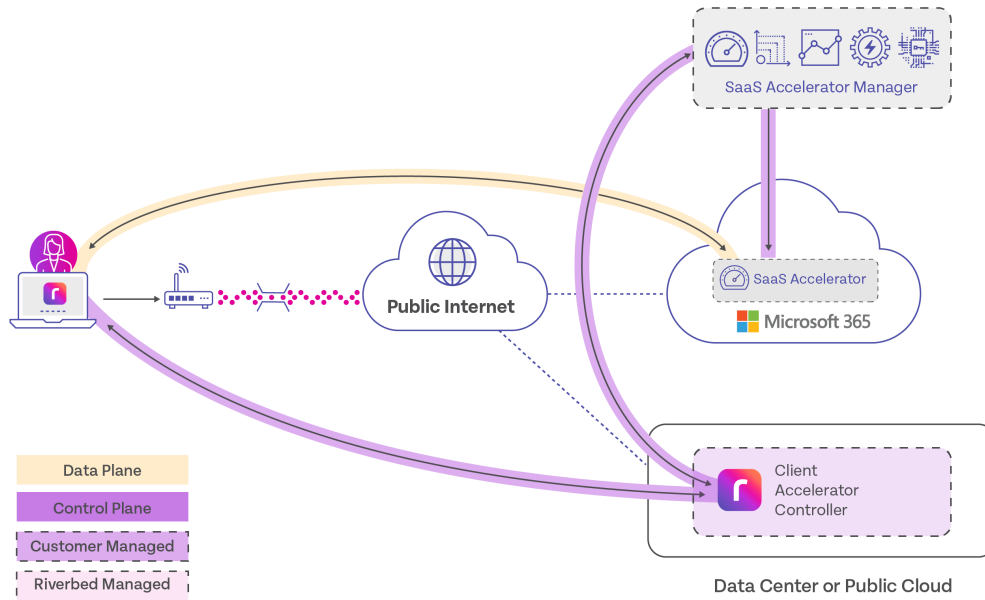 SaaS Accelerator Manager
SaaS Accelerator
Microsoft 365
Public Internet
Client
Accelerator
Controller
Data Center or Public Cloud
Data Plane
Control Plane
Customer Managed
Riverbed Managed